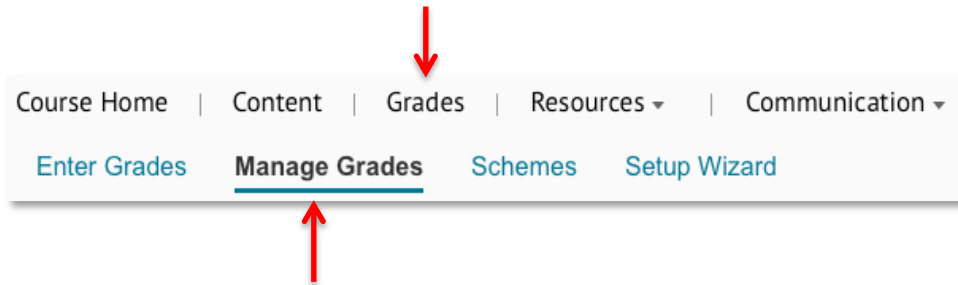 Course Home | Content | Grades | Resources | Communication
Enter Grades Manage Grades Schemes Setup Wizard